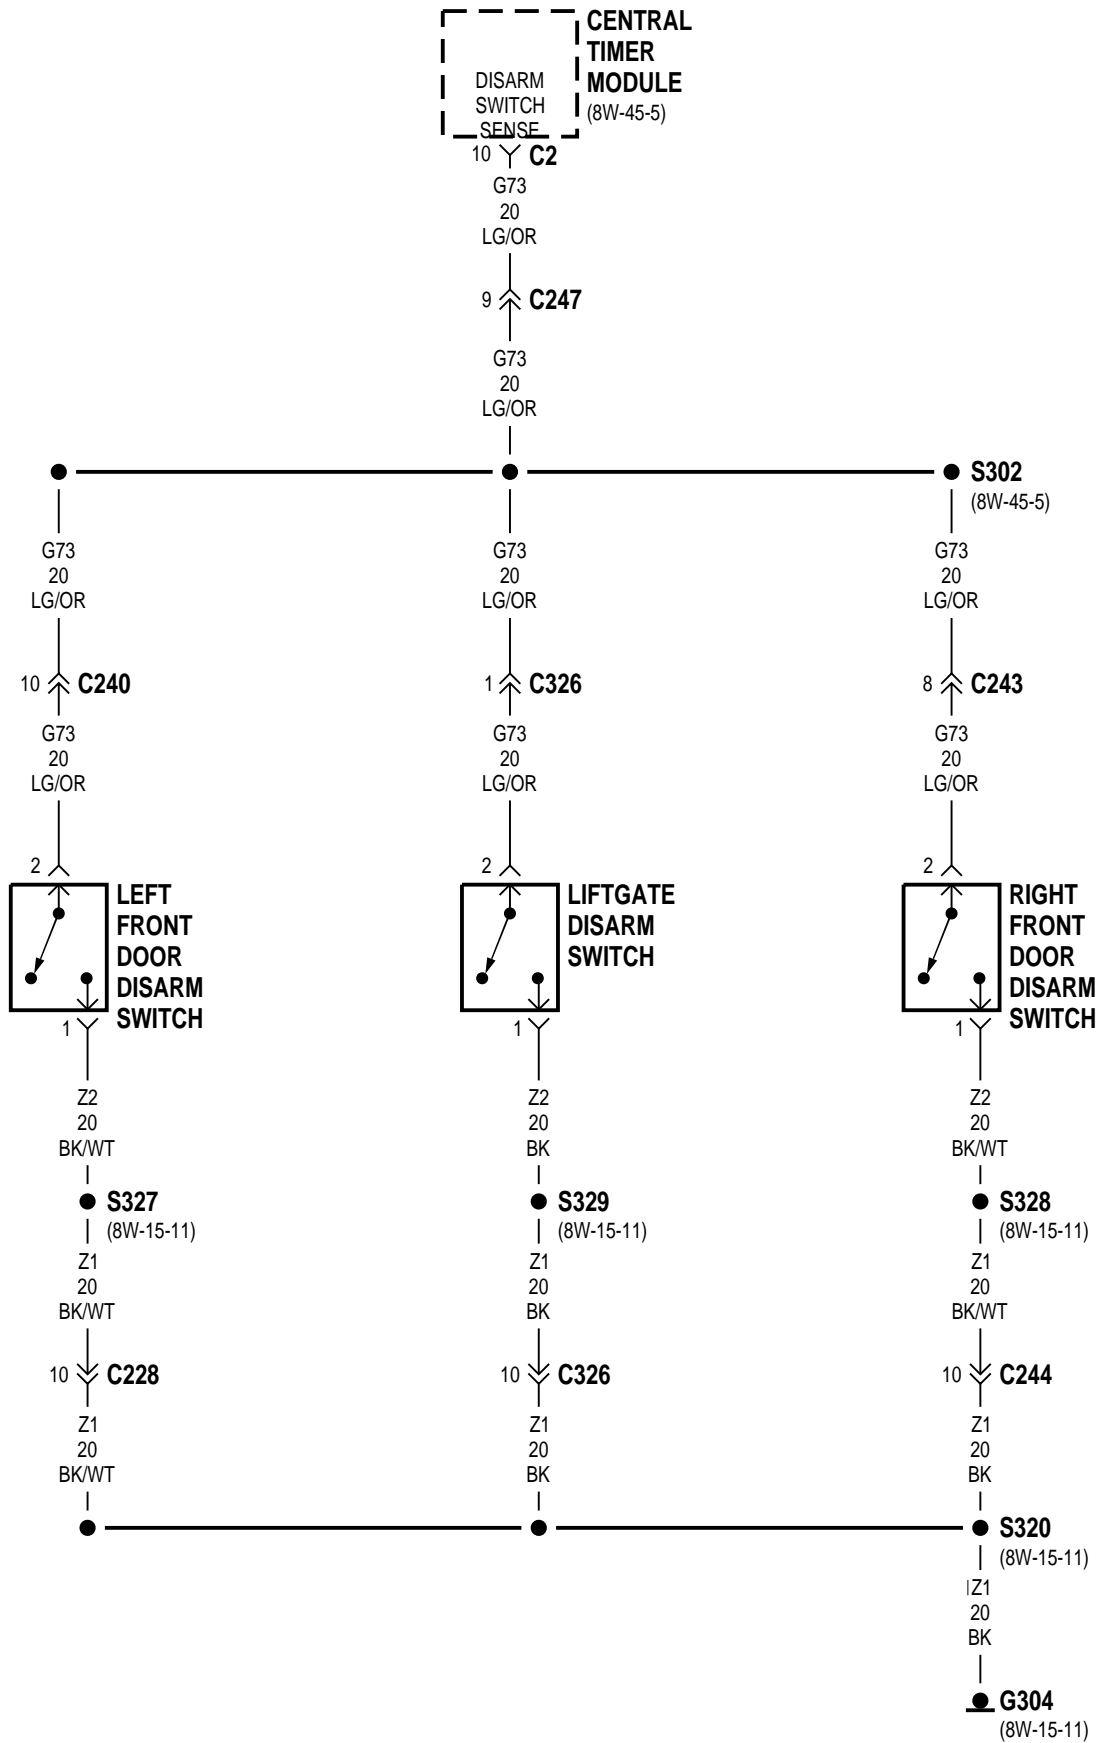 CENTRAL
TIMER
MODULE
(8W-45-5)
DISARM
SWITCH
SENSE
10 C2
G73
20
LG/OR
9 C247
G73
20
LG/OR
S302
(8W-45-5)
G73 G73 G73
20 20 20
LG/OR LG/OR LG/OR
10 C240 1 C326 8 C243
G73 G73 G73
20 20 20
LG/OR LG/OR LG/OR
2 2 2
LEFT
FRONT
DOOR
DISARM
SWITCH
LIFTGATE
DISARM
SWITCH
RIGHT
FRONT
DOOR
DISARM
SWITCH
1 1 1
Z2 Z2 Z2
20 20 20
BK/WT BK BK/WT
S327 S329 S328
(8W-15-11) (8W-15-11) (8W-15-11)
Z1 Z1 Z1
20 20 20
BK/WT BK BK/WT
10 C228 10 C326 10 C244
Z1 Z1 Z1
20 20 20
BK/WT BK BK
S320
(8W-15-11)
Z1
20
BK
G304
(8W-15-11)